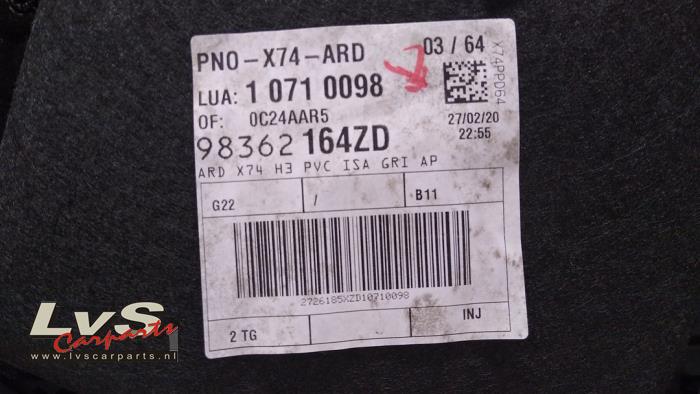 PNO-X74-ARD
03 / 64
LUA: 1 071 0098
X74PPD64
OF: 0C24AAR5
27/02/20
22:55
98362 164ZD
ARD X74 H3 PVC ISA GRI AP
G22 / B11
2726185XZD10710098
2 TG INJ
LvS
Carparts
www.lvscarparts.nl